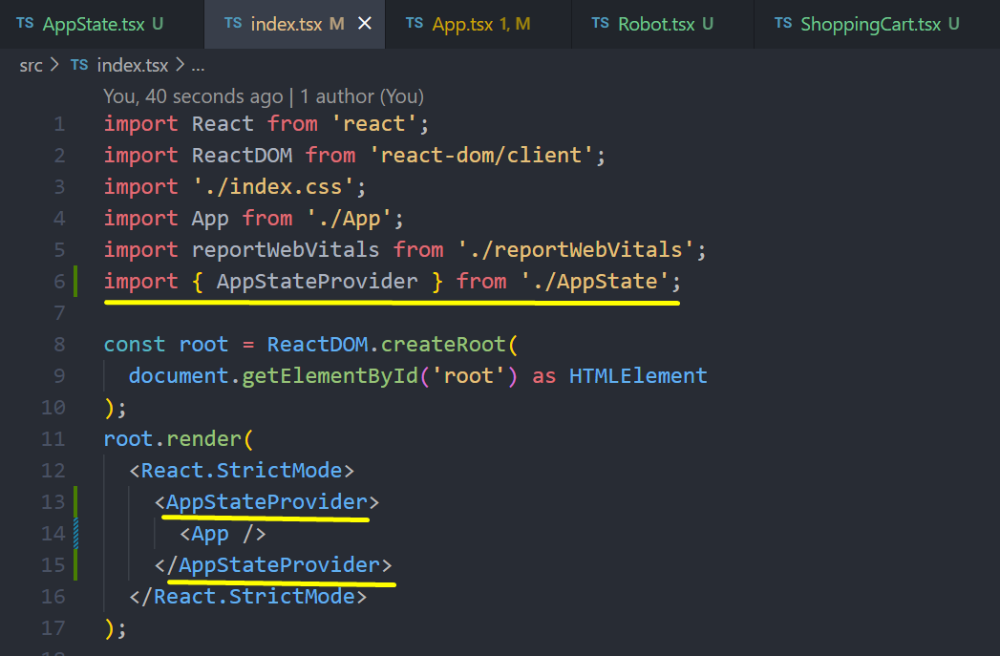 TS AppState.tsx U TS index.tsx M TS App.tsx 1, M TS Robot.tsx U TS ShoppingCart.tsx U
src > TS index.tsx > ...
You, 40 seconds ago | 1 author (You)
1 import React from 'react';
2 import ReactDOM from 'react-dom/client';
3 import './index.css';
4 import App from './App';
5 import reportWebVitals from './reportWebVitals';
6 import { AppStateProvider } from './AppState';
7
8 const root = ReactDOM.createRoot(
9   document.getElementById('root') as HTMLElement
10 );
11 root.render(
12   <React.StrictMode>
13     <AppStateProvider>
14       <App />
15     </AppStateProvider>
16   </React.StrictMode>
17 );